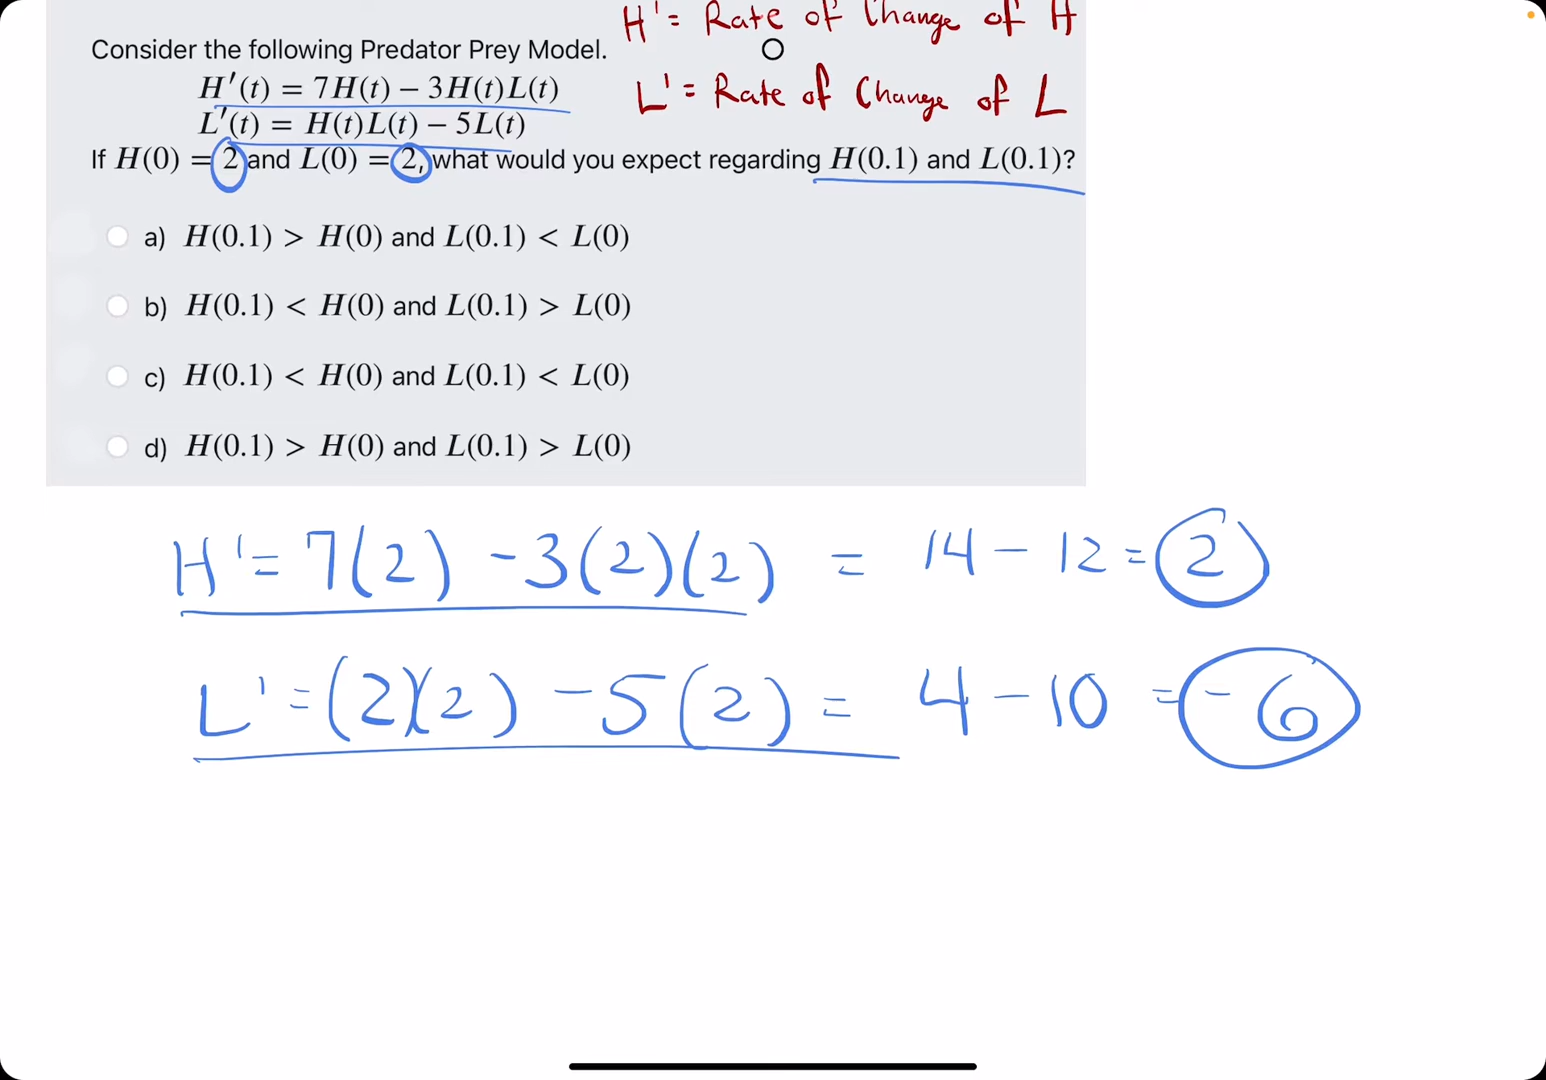 H' = Rate of Change of H
Consider the following Predator Prey Model.
H′(t) = 7H(t) − 3H(t)L(t)
L' = Rate of Change of L
L′(t) = H(t)L(t) − 5L(t)
If H(0) = 2 and L(0) = 2, what would you expect regarding H(0.1) and L(0.1)?
a) H(0.1) > H(0) and L(0.1) < L(0)
b) H(0.1) < H(0) and L(0.1) > L(0)
c) H(0.1) < H(0) and L(0.1) < L(0)
d) H(0.1) > H(0) and L(0.1) > L(0)
H' = 7(2) - 3(2)(2) = 14 - 12 = 2
L' = (2)(2) - 5(2) = 4 - 10 = -6